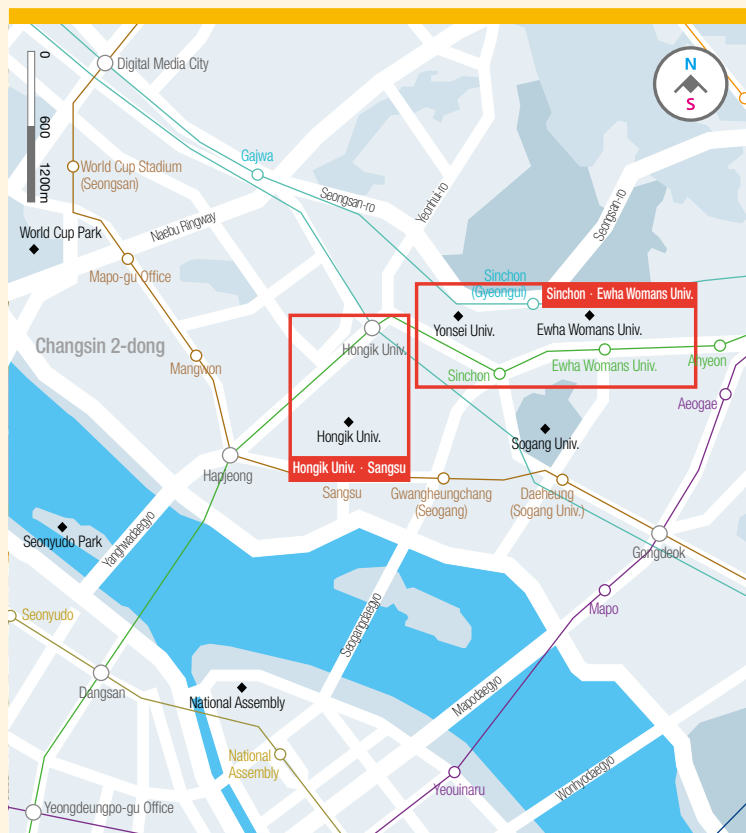 0
600
1200m
N
S
Digital Media City
Gajwa
World Cup Stadium
(Seongsan)
Seongsan-ro
Yeonhui-ro
Seongsan-ro
Naebu Ringway
World Cup Park
Mapo-gu Office
Sinchon
(Gyeongui)
Sinchon · Ewha Womans Univ.
Yonsei Univ.
Ewha Womans Univ.
Changsin 2-dong
Hongik Univ.
Mangwon
Sinchon
Ewha Womans Univ.
Ahyeon
Aeogae
Hongik Univ.
Sogang Univ.
Hongik Univ. · Sangsu
Hapjeong
Sangsu
Gwangheungchang
(Seogang)
Daeheung
(Sogang Univ.)
Seonyudo Park
Yanghwadaegyo
Gongdeok
Seonyudo
Seogangdaegyo
Mapo
Dangsan
National Assembly
Mapodaegyo
National
Assembly
Yeouinaru
Wonhyodaegyo
Yeongdeungpo-gu Office